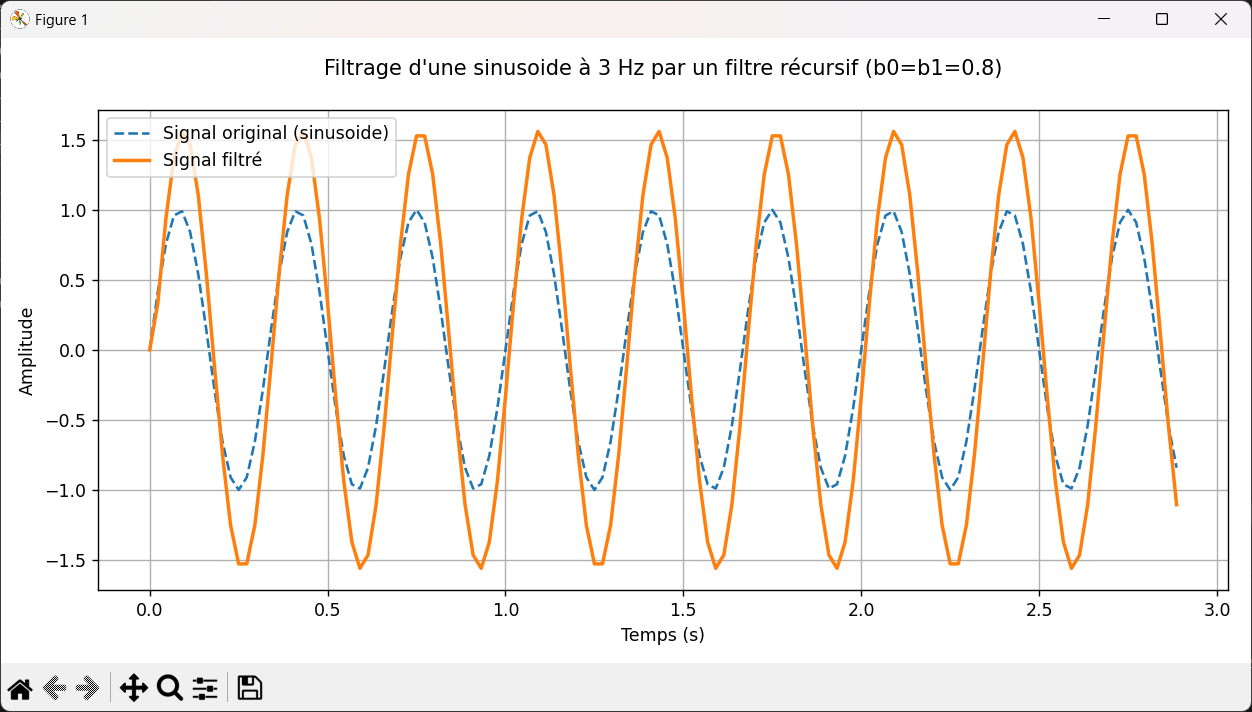 Figure 1
Filtrage d'une sinusoide à 3 Hz par un filtre récursif (b0=b1=0.8)
Signal original (sinusoide)
Signal filtré
Amplitude
1.5
1.0
0.5
0.0
−0.5
−1.0
−1.5
0.0 0.5 1.0 1.5 2.0 2.5 3.0
Temps (s)